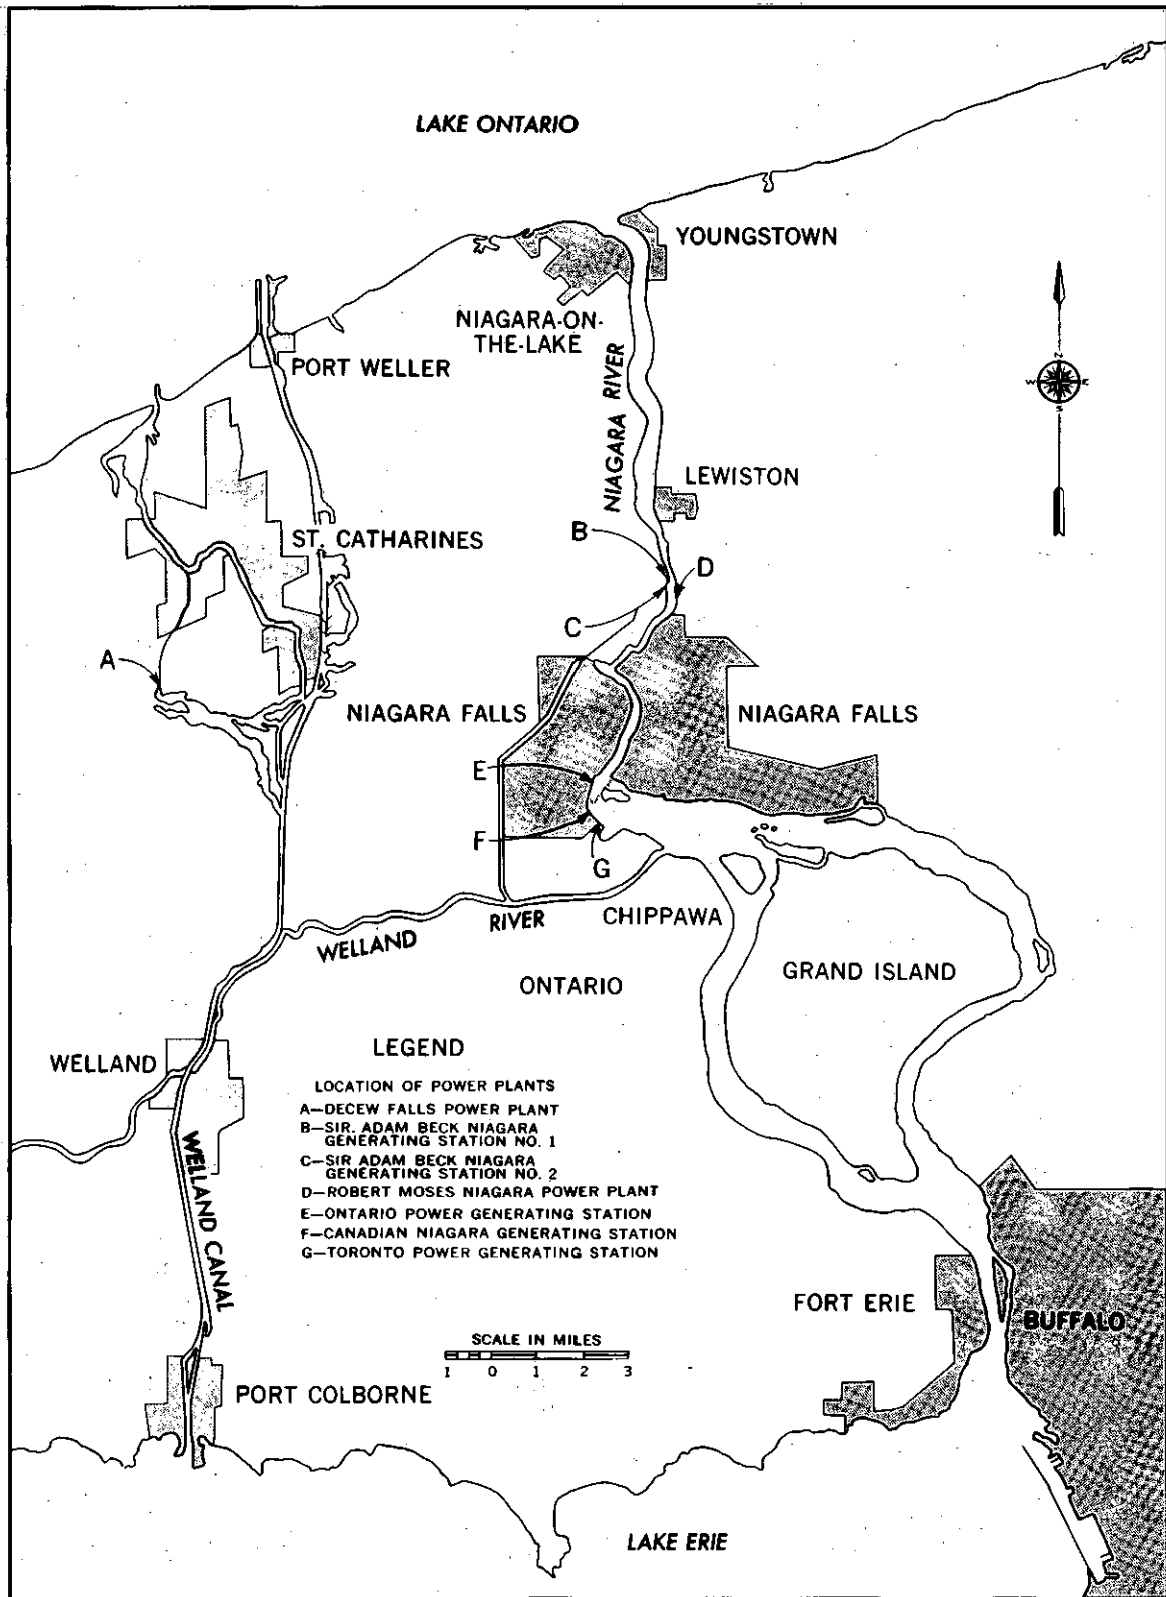 LAKE ONTARIO
YOUNGSTOWN
NIAGARA-ON-
THE-LAKE
PORT WELLER
NIAGARA RIVER
N
W E
S
LEWISTON
ST. CATHARINES
B
D
C
A
NIAGARA FALLS
NIAGARA FALLS
E
F
G
CHIPPAWA
WELLAND RIVER
GRAND ISLAND
ONTARIO
WELLAND
LEGEND
LOCATION OF POWER PLANTS
A—DECEW FALLS POWER PLANT
B—SIR. ADAM BECK NIAGARA
GENERATING STATION NO. 1
C—SIR ADAM BECK NIAGARA
GENERATING STATION NO. 2
D—ROBERT MOSES NIAGARA POWER PLANT
E—ONTARIO POWER GENERATING STATION
F—CANADIAN NIAGARA GENERATING STATION
G—TORONTO POWER GENERATING STATION
WELLAND CANAL
FORT ERIE
BUFFALO
SCALE IN MILES
1 0 1 2 3
PORT COLBORNE
LAKE ERIE